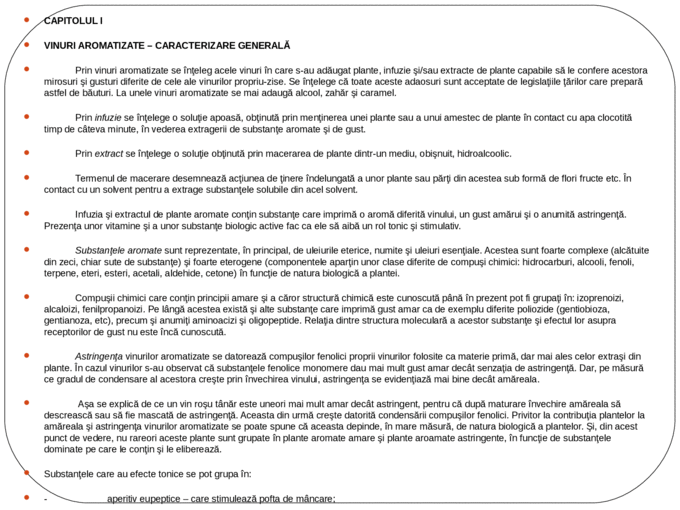 CAPITOLUL I
VINURI AROMATIZATE – CARACTERIZARE GENERALĂ
Prin vinuri aromatizate se înţeleg acele vinuri în care s-au adăugat plante, infuzie şi/sau extracte de plante capabile să le confere acestora
mirosuri şi gusturi diferite de cele ale vinurilor propriu-zise. Se înţelege că toate aceste adaosuri sunt acceptate de legislaţiile ţărilor care prepară
astfel de băuturi. La unele vinuri aromatizate se mai adaugă alcool, zahăr şi caramel.
Prin infuzie se înţelege o soluţie apoasă, obţinută prin menţinerea unei plante sau a unui amestec de plante în contact cu apa clocotită
timp de câteva minute, în vederea extragerii de substanţe aromate şi de gust.
Prin extract se înţelege o soluţie obţinută prin macerarea de plante dintr-un mediu, obişnuit, hidroalcoolic.
Termenul de macerare desemnează acţiunea de ţinere îndelungată a unor plante sau părţi din acestea sub formă de flori fructe etc. În
contact cu un solvent pentru a extrage substanţele solubile din acel solvent.
Infuzia şi extractul de plante aromate conţin substanţe care imprimă o aromă diferită vinului, un gust amărui şi o anumită astringenţă.
Prezenţa unor vitamine şi a unor substanţe biologic active fac ca ele să aibă un rol tonic şi stimulativ.
Substanţele aromate sunt reprezentate, în principal, de uleiurile eterice, numite şi uleiuri esenţiale. Acestea sunt foarte complexe (alcătuite
din zeci, chiar sute de substanţe) şi foarte eterogene (componentele aparţin unor clase diferite de compuşi chimici: hidrocarburi, alcooli, fenoli,
terpene, eteri, esteri, acetali, aldehide, cetone) în funcţie de natura biologică a plantei.
Compuşii chimici care conţin principii amare şi a căror structură chimică este cunoscută până în prezent pot fi grupaţi în: izoprenoizi,
alcaloizi, fenilpropanoizi. Pe lângă acestea există şi alte substanţe care imprimă gust amar ca de exemplu diferite poliozide (gentiobioza,
gentianoza, etc), precum şi anumiţi aminoacizi şi oligopeptide. Relaţia dintre structura moleculară a acestor substanţe şi efectul lor asupra
receptorilor de gust nu este încă cunoscută.
Astringenţa vinurilor aromatizate se datorează compuşilor fenolici proprii vinurilor folosite ca materie primă, dar mai ales celor extraşi din
plante. În cazul vinurilor s-au observat că substanţele fenolice monomere dau mai mult gust amar decât senzaţia de astringenţă. Dar, pe măsură
ce gradul de condensare al acestora creşte prin învechirea vinului, astringenţa se evidenţiază mai bine decât amăreala.
Aşa se explică de ce un vin roşu tânăr este uneori mai mult amar decât astringent, pentru că după maturare învechire amăreala să
descrească sau să fie mascată de astringenţă. Aceasta din urmă creşte datorită condensării compuşilor fenolici. Privitor la contribuţia plantelor la
amăreala şi astringenţa vinurilor aromatizate se poate spune că aceasta depinde, în mare măsură, de natura biologică a plantelor. Şi, din acest
punct de vedere, nu rareori aceste plante sunt grupate în plante aromate amare şi plante aroamate astringente, în funcţie de substanţele
dominate pe care le conţin şi le eliberează.
Substanţele care au efecte tonice se pot grupa în:
- aperitiv eupeptice – care stimulează pofta de mâncare;